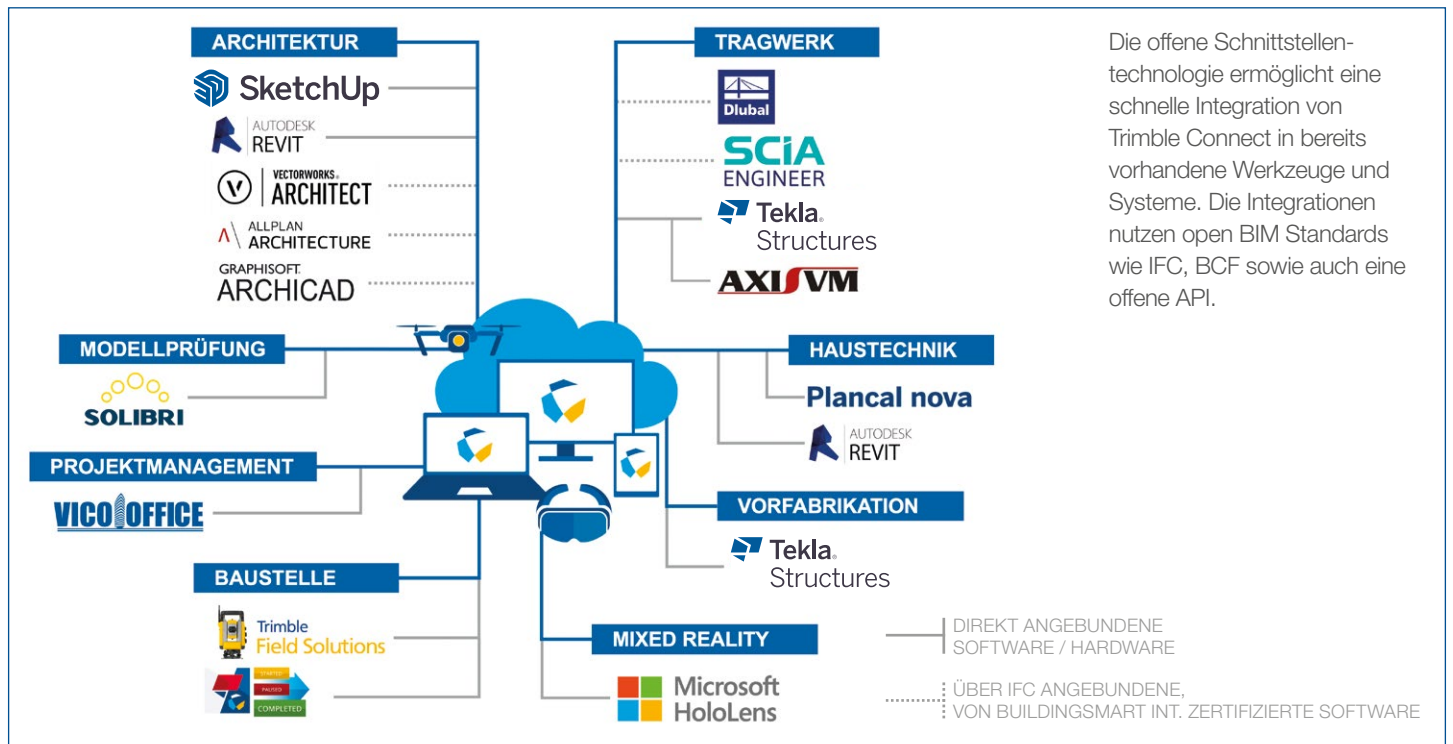 ARCHITEKTUR
SketchUp
AUTODESK
REVIT
VECTORWORKS®
ARCHITECT
ALLPLAN
ARCHITECTURE
GRAPHISOFT.
ARCHICAD
TRAGWERK
Dlubal
SCiA
ENGINEER
Tekla®
Structures
AXISVM
Die offene Schnittstellen-
technologie ermöglicht eine
schnelle Integration von
Trimble Connect in bereits
vorhandene Werkzeuge und
Systeme. Die Integrationen
nutzen open BIM Standards
wie IFC, BCF sowie auch eine
offene API.
MODELLPRÜFUNG
SOLIBRI
HAUSTECHNIK
Plancal nova
AUTODESK
REVIT
PROJEKTMANAGEMENT
VICO OFFICE
VORFABRIKATION
Tekla®
Structures
BAUSTELLE
Trimble
Field Solutions
STARTED
PAUSED
COMPLETED
MIXED REALITY
Microsoft
HoloLens
DIREKT ANGEBUNDENE
SOFTWARE / HARDWARE
ÜBER IFC ANGEBUNDENE,
VON BUILDINGSMART INT. ZERTIFIZIERTE SOFTWARE